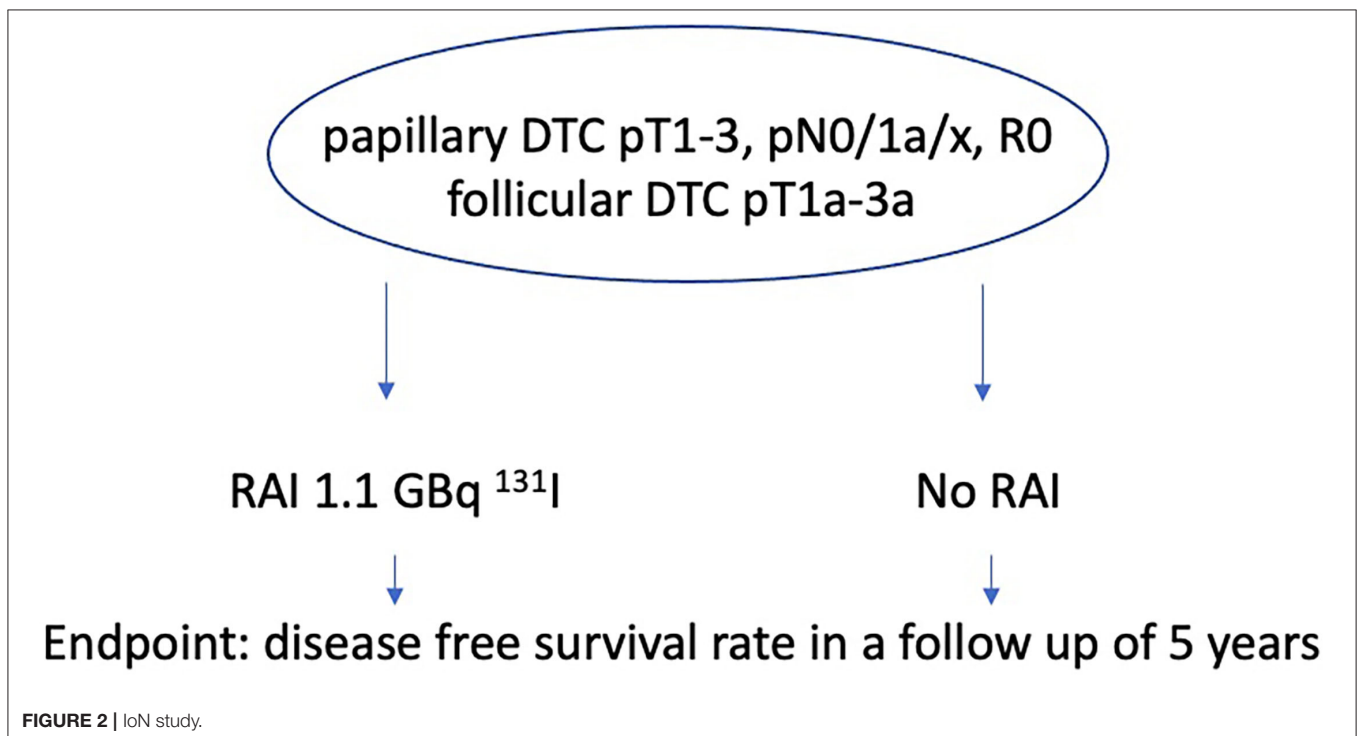 papillary DTC pT1-3, pN0/1a/x, R0
follicular DTC pT1a-3a
RAI 1.1 GBq ¹³¹I
No RAI
Endpoint: disease free survival rate in a follow up of 5 years
FIGURE 2 | IoN study.